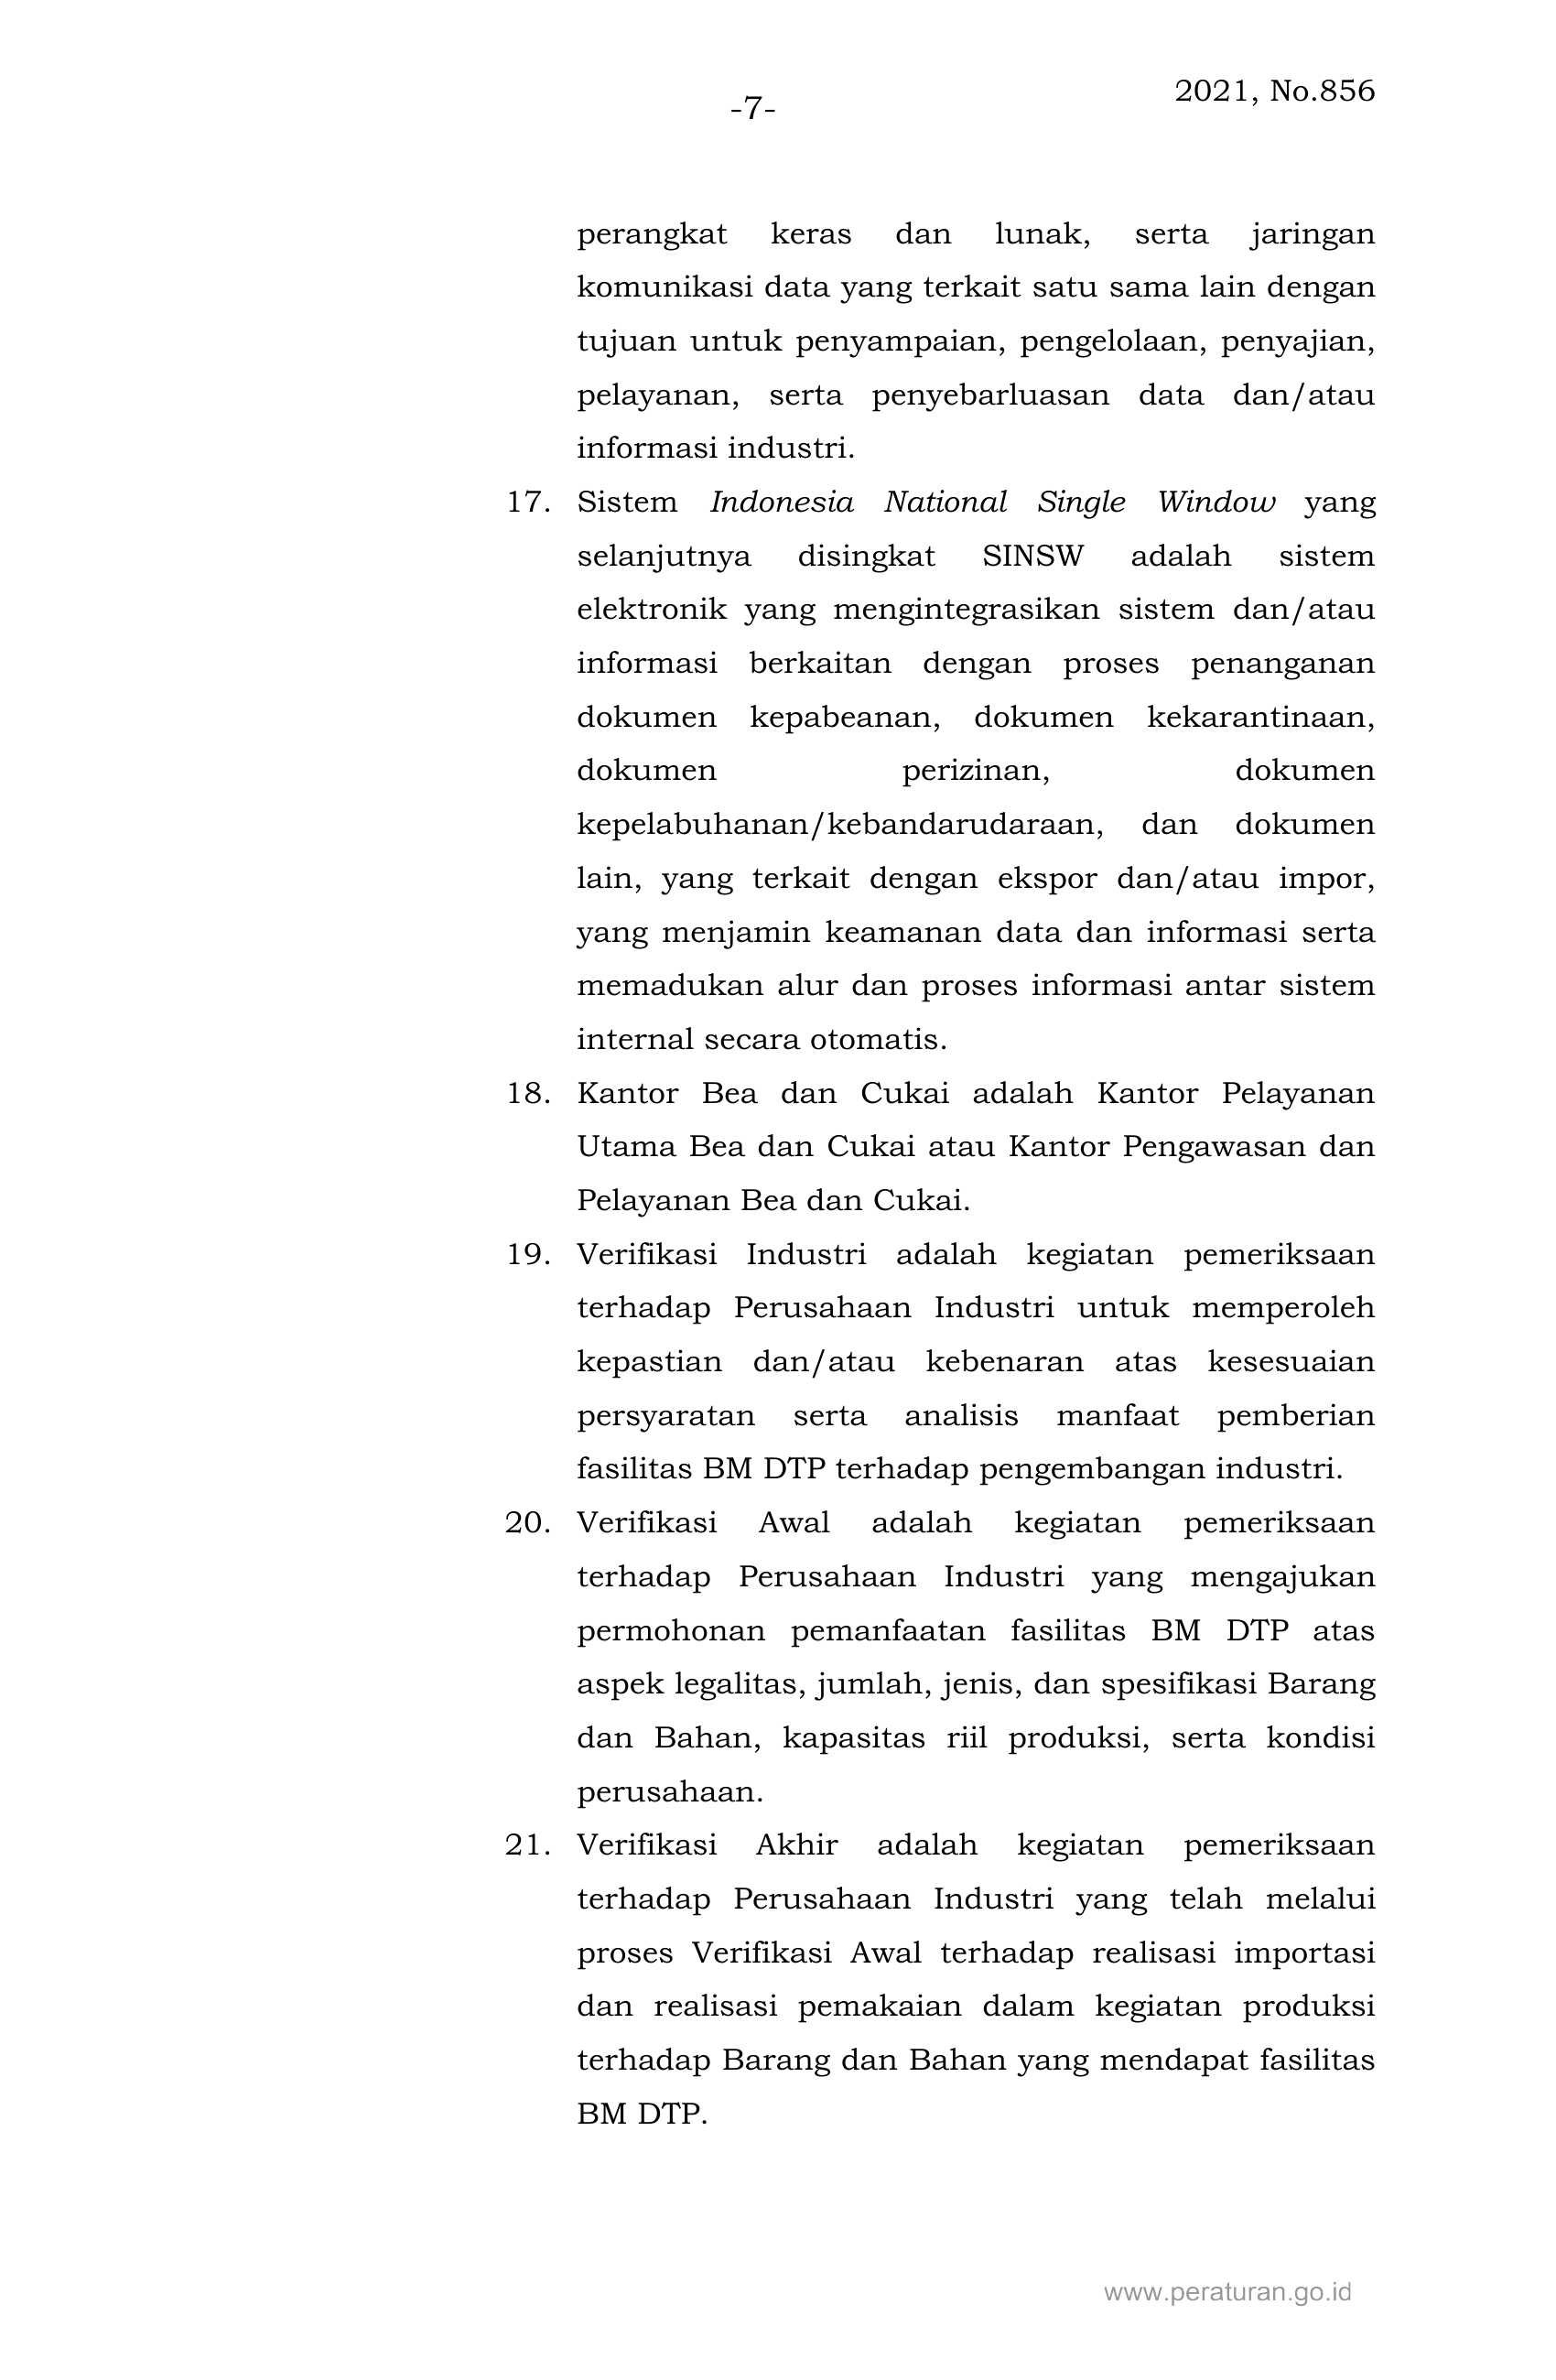 2021, No.856
-7-
perangkat keras dan lunak, serta jaringan
komunikasi data yang terkait satu sama lain dengan
tujuan untuk penyampaian, pengelolaan, penyajian,
pelayanan, serta penyebarluasan data dan/atau
informasi industri.
17. Sistem Indonesia National Single Window yang
selanjutnya disingkat SINSW adalah sistem
elektronik yang mengintegrasikan sistem dan/atau
informasi berkaitan dengan proses penanganan
dokumen kepabeanan, dokumen kekarantinaan,
dokumen perizinan, dokumen
kepelabuhanan/kebandarudaraan, dan dokumen
lain, yang terkait dengan ekspor dan/atau impor,
yang menjamin keamanan data dan informasi serta
memadukan alur dan proses informasi antar sistem
internal secara otomatis.
18. Kantor Bea dan Cukai adalah Kantor Pelayanan
Utama Bea dan Cukai atau Kantor Pengawasan dan
Pelayanan Bea dan Cukai.
19. Verifikasi Industri adalah kegiatan pemeriksaan
terhadap Perusahaan Industri untuk memperoleh
kepastian dan/atau kebenaran atas kesesuaian
persyaratan serta analisis manfaat pemberian
fasilitas BM DTP terhadap pengembangan industri.
20. Verifikasi Awal adalah kegiatan pemeriksaan
terhadap Perusahaan Industri yang mengajukan
permohonan pemanfaatan fasilitas BM DTP atas
aspek legalitas, jumlah, jenis, dan spesifikasi Barang
dan Bahan, kapasitas riil produksi, serta kondisi
perusahaan.
21. Verifikasi Akhir adalah kegiatan pemeriksaan
terhadap Perusahaan Industri yang telah melalui
proses Verifikasi Awal terhadap realisasi importasi
dan realisasi pemakaian dalam kegiatan produksi
terhadap Barang dan Bahan yang mendapat fasilitas
BM DTP.
www.peraturan.go.id